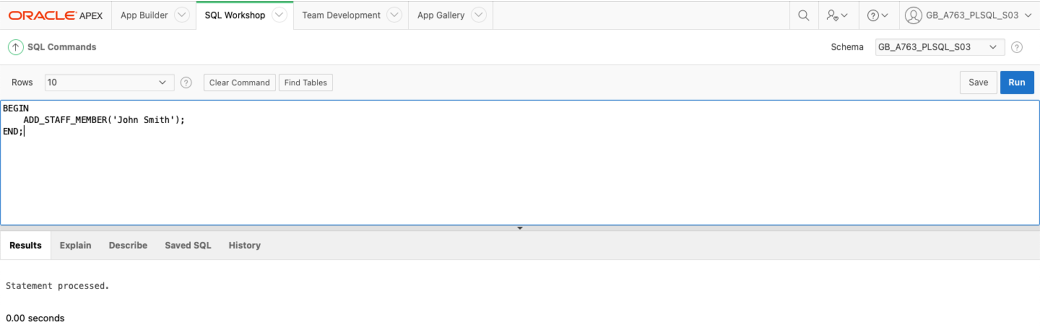 ORACLE APEX App Builder SQL Workshop Team Development App Gallery GB_A763_PLSQL_S03
SQL Commands Schema GB_A763_PLSQL_S03
Rows 10 Clear Command Find Tables Save Run
BEGIN
    ADD_STAFF_MEMBER('John Smith');
END;
Results Explain Describe Saved SQL History
Statement processed.
0.00 seconds